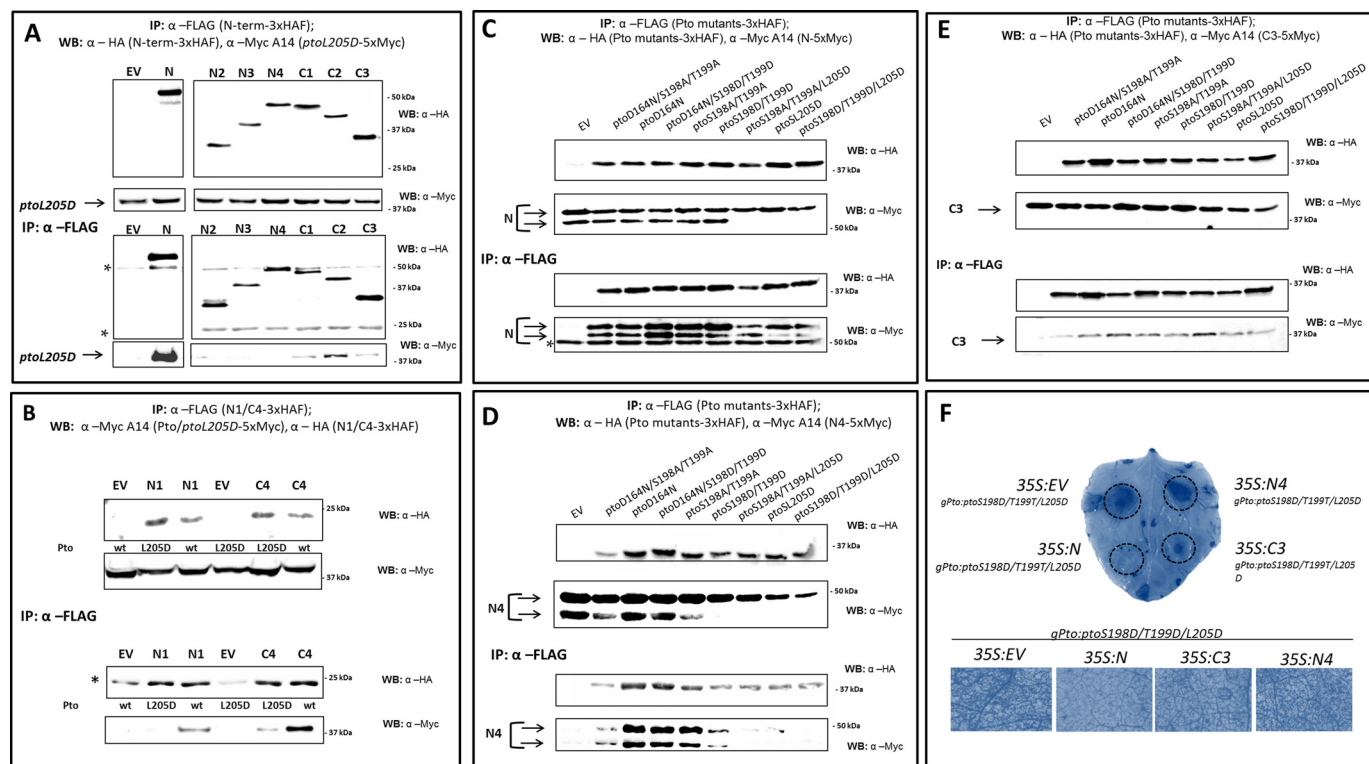 A
IP: α –FLAG (N-term-3xHAF);
WB: α – HA (N-term-3xHAF), α –Myc A14 (ptoL205D-5xMyc)
EV N N2 N3 N4 C1 C2 C3
- 50 kDa
WB: α –HA
- 37 kDa
- 25 kDa
ptoL205D
WB: α –Myc
- 37 kDa
IP: α –FLAG
EV N N2 N3 N4 C1 C2 C3
WB: α –HA
*
- 50 kDa
- 37 kDa
*
- 25 kDa
WB: α –Myc
ptoL205D
- 37 kDa
B
IP: α –FLAG (N1/C4-3xHAF);
WB: α –Myc A14 (Pto/ptoL205D-5xMyc), α –HA (N1/C4-3xHAF)
EV N1 N1 EV C4 C4
- 25 kDa
WB: α –HA
Pto wt L205D wt L205D L205D wt
WB: α –Myc
- 37 kDa
IP: α –FLAG
EV N1 N1 EV C4 C4
*
- 25 kDa
WB: α –HA
Pto wt L205D wt L205D L205D wt
WB: α –Myc
- 37 kDa
C
IP: α –FLAG (Pto mutants-3xHAF);
WB: α – HA (Pto mutants-3xHAF), α –Myc A14 (N-5xMyc)
EV
ptoD164N/S198A/T199A
ptoD164N
ptoD164N/S198D/T199D
ptoS198A/T199A
ptoS198D/T199D
ptoS198A/T199A/L205D
ptoSL205D
ptoS198D/T199D/L205D
WB: α –HA
- 37 kDa
N
WB: α –Myc
- 50 kDa
IP: α –FLAG
WB: α –HA
- 37 kDa
N
WB: α –Myc
*
- 50 kDa
D
IP: α –FLAG (Pto mutants-3xHAF);
WB: α – HA (Pto mutants-3xHAF), α –Myc A14 (N4-5xMyc)
EV
ptoD164N/S198A/T199A
ptoD164N
ptoD164N/S198D/T199D
ptoS198A/T199A
ptoS198D/T199D
ptoS198A/T199A/L205D
ptoSL205D
ptoS198D/T199D/L205D
WB: α –HA
- 37 kDa
- 50 kDa
N4
WB: α –Myc
IP: α –FLAG
WB: α –HA
- 37 kDa
N4
- 50 kDa
WB: α –Myc
- 37 kDa
E
IP: α –FLAG (Pto mutants-3xHAF);
WB: α – HA (Pto mutants-3xHAF), α –Myc A14 (C3-5xMyc)
EV
ptoD164N/S198A/T199A
ptoD164N
ptoD164N/S198D/T199D
ptoS198A/T199A
ptoS198D/T199D
ptoS198A/T199A/L205D
ptoSL205D
ptoS198D/T199D/L205D
WB: α –HA
- 37 kDa
C3
WB: α –Myc
- 37 kDa
IP: α –FLAG
WB: α –HA
- 37 kDa
WB: α –Myc
C3
- 37 kDa
F
35S:EV
gPto:ptoS198D/T199T/L205D
35S:N4
gPto:ptoS198D/T199T/L205D
35S:N
gPto:ptoS198D/T199T/L205D
35S:C3
gPto:ptoS198D/T199T/L205
D
gPto:ptoS198D/T199D/L205D
35S:EV 35S:N 35S:C3 35S:N4